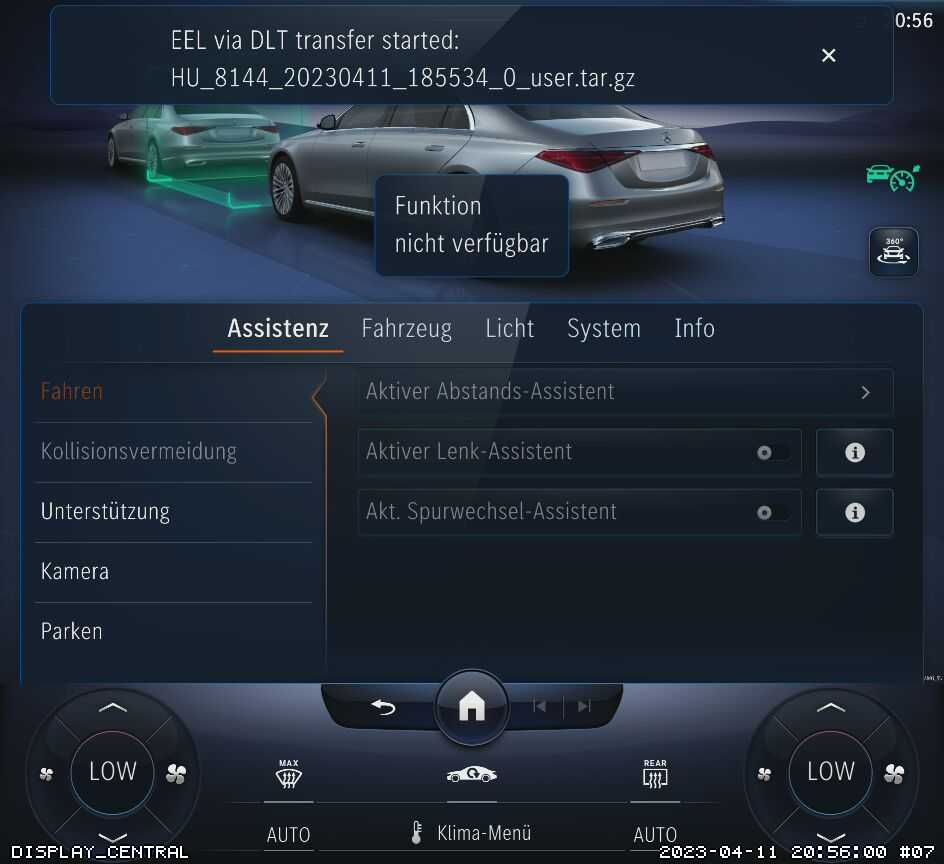 0:56
EEL via DLT transfer started:
HU_8144_20230411_185534_0_user.tar.gz
Funktion
nicht verfügbar
360°
Assistenz Fahrzeug Licht System Info
Fahren
Kollisionsvermeidung
Unterstützung
Kamera
Parken
Aktiver Abstands-Assistent
Aktiver Lenk-Assistent
Akt. Spurwechsel-Assistent
LOW
MAX
REAR
LOW
AUTO
Klima-Menü
AUTO
DISPLAY_CENTRAL
2023-04-11 20:56:00 #07